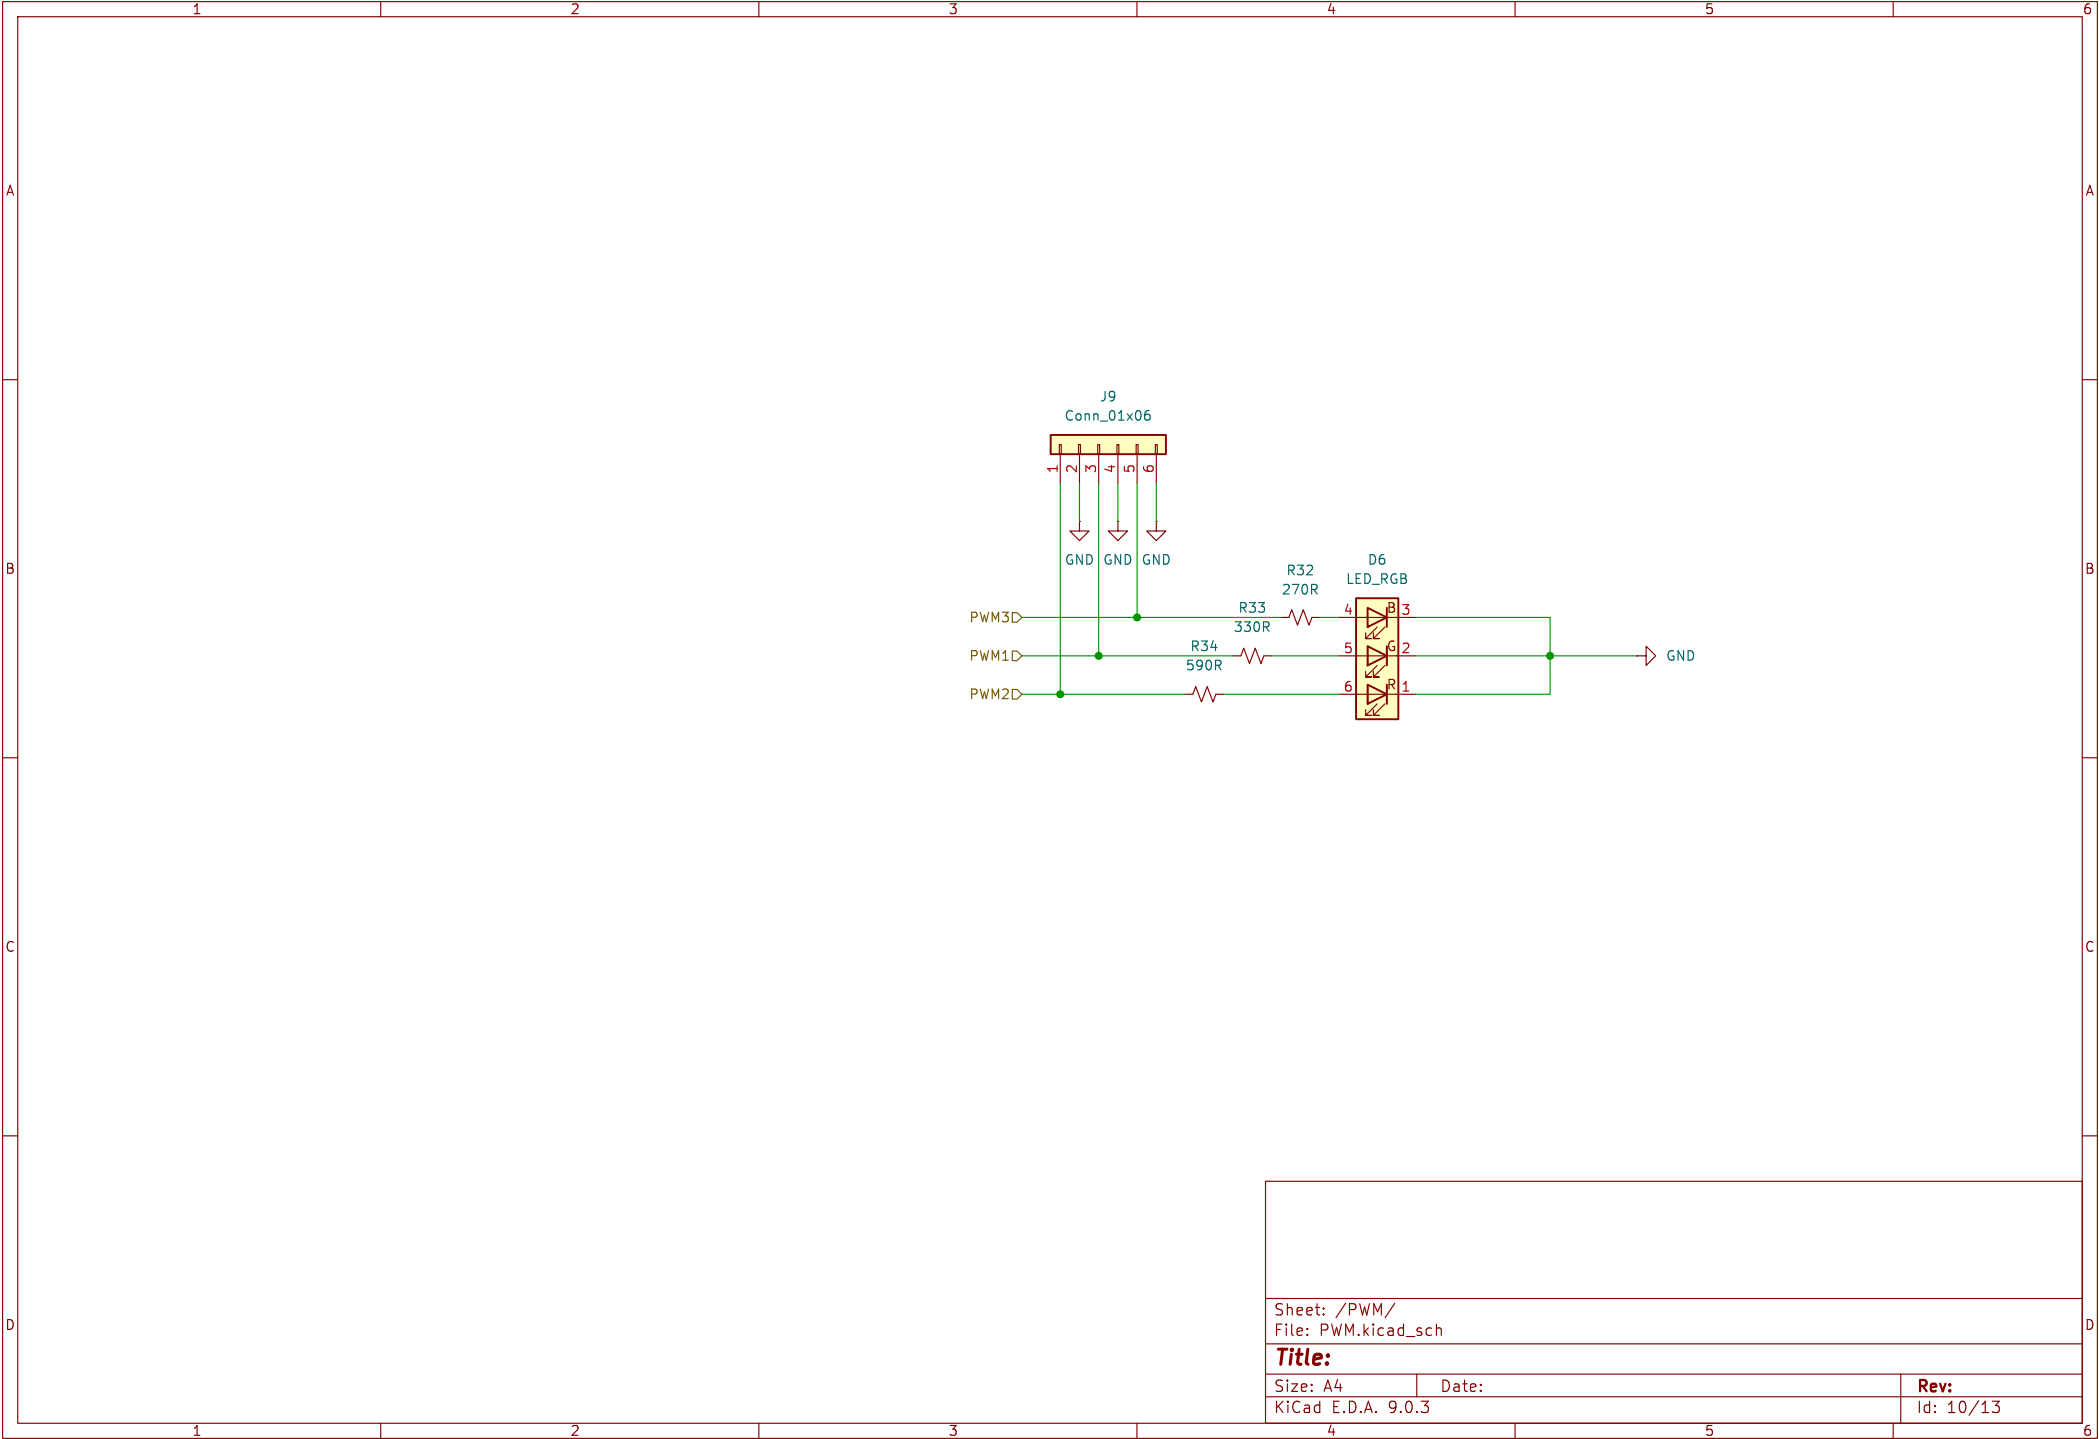 1 2 3 4 5 6
A A
J9
Conn_01x06
1 2 3 4 5 6
GND GND GND
B B
D6
LED_RGB
R32
270R
R33
330R
R34
590R
PWM3 4 B 3
PWM1 5 G 2 GND
PWM2 6 R 1
C C
D D
Sheet: /PWM/
File: PWM.kicad_sch
Title:
Size: A4 Date: Rev:
KiCad E.D.A. 9.0.3 Id: 10/13
1 2 3 4 5 6